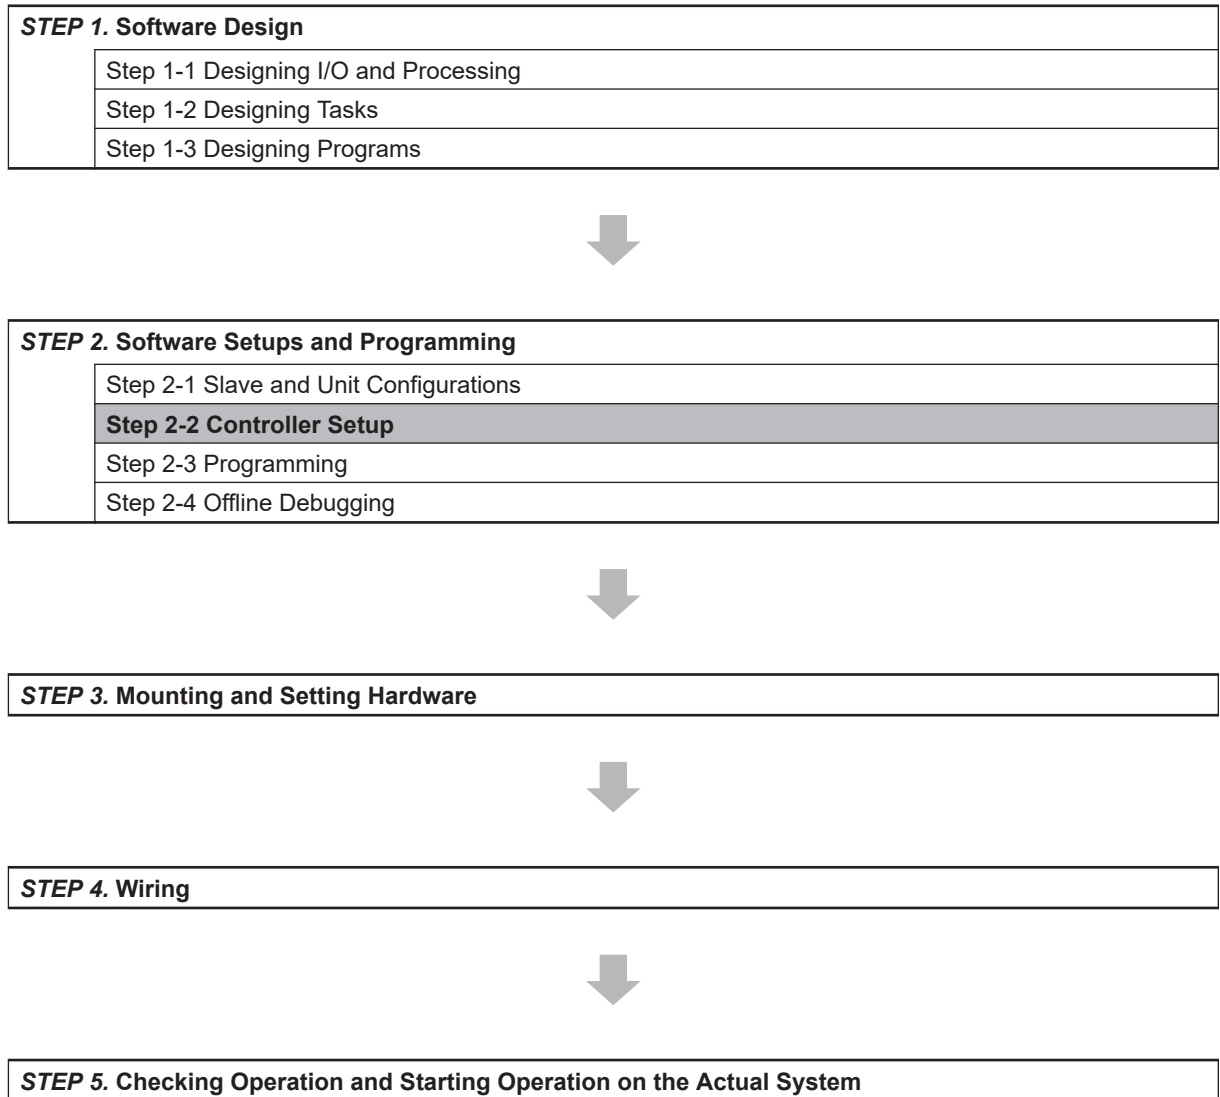 STEP 1. Software Design
Step 1-1 Designing I/O and Processing
Step 1-2 Designing Tasks
Step 1-3 Designing Programs
STEP 2. Software Setups and Programming
Step 2-1 Slave and Unit Configurations
Step 2-2 Controller Setup
Step 2-3 Programming
Step 2-4 Offline Debugging
STEP 3. Mounting and Setting Hardware
STEP 4. Wiring
STEP 5. Checking Operation and Starting Operation on the Actual System